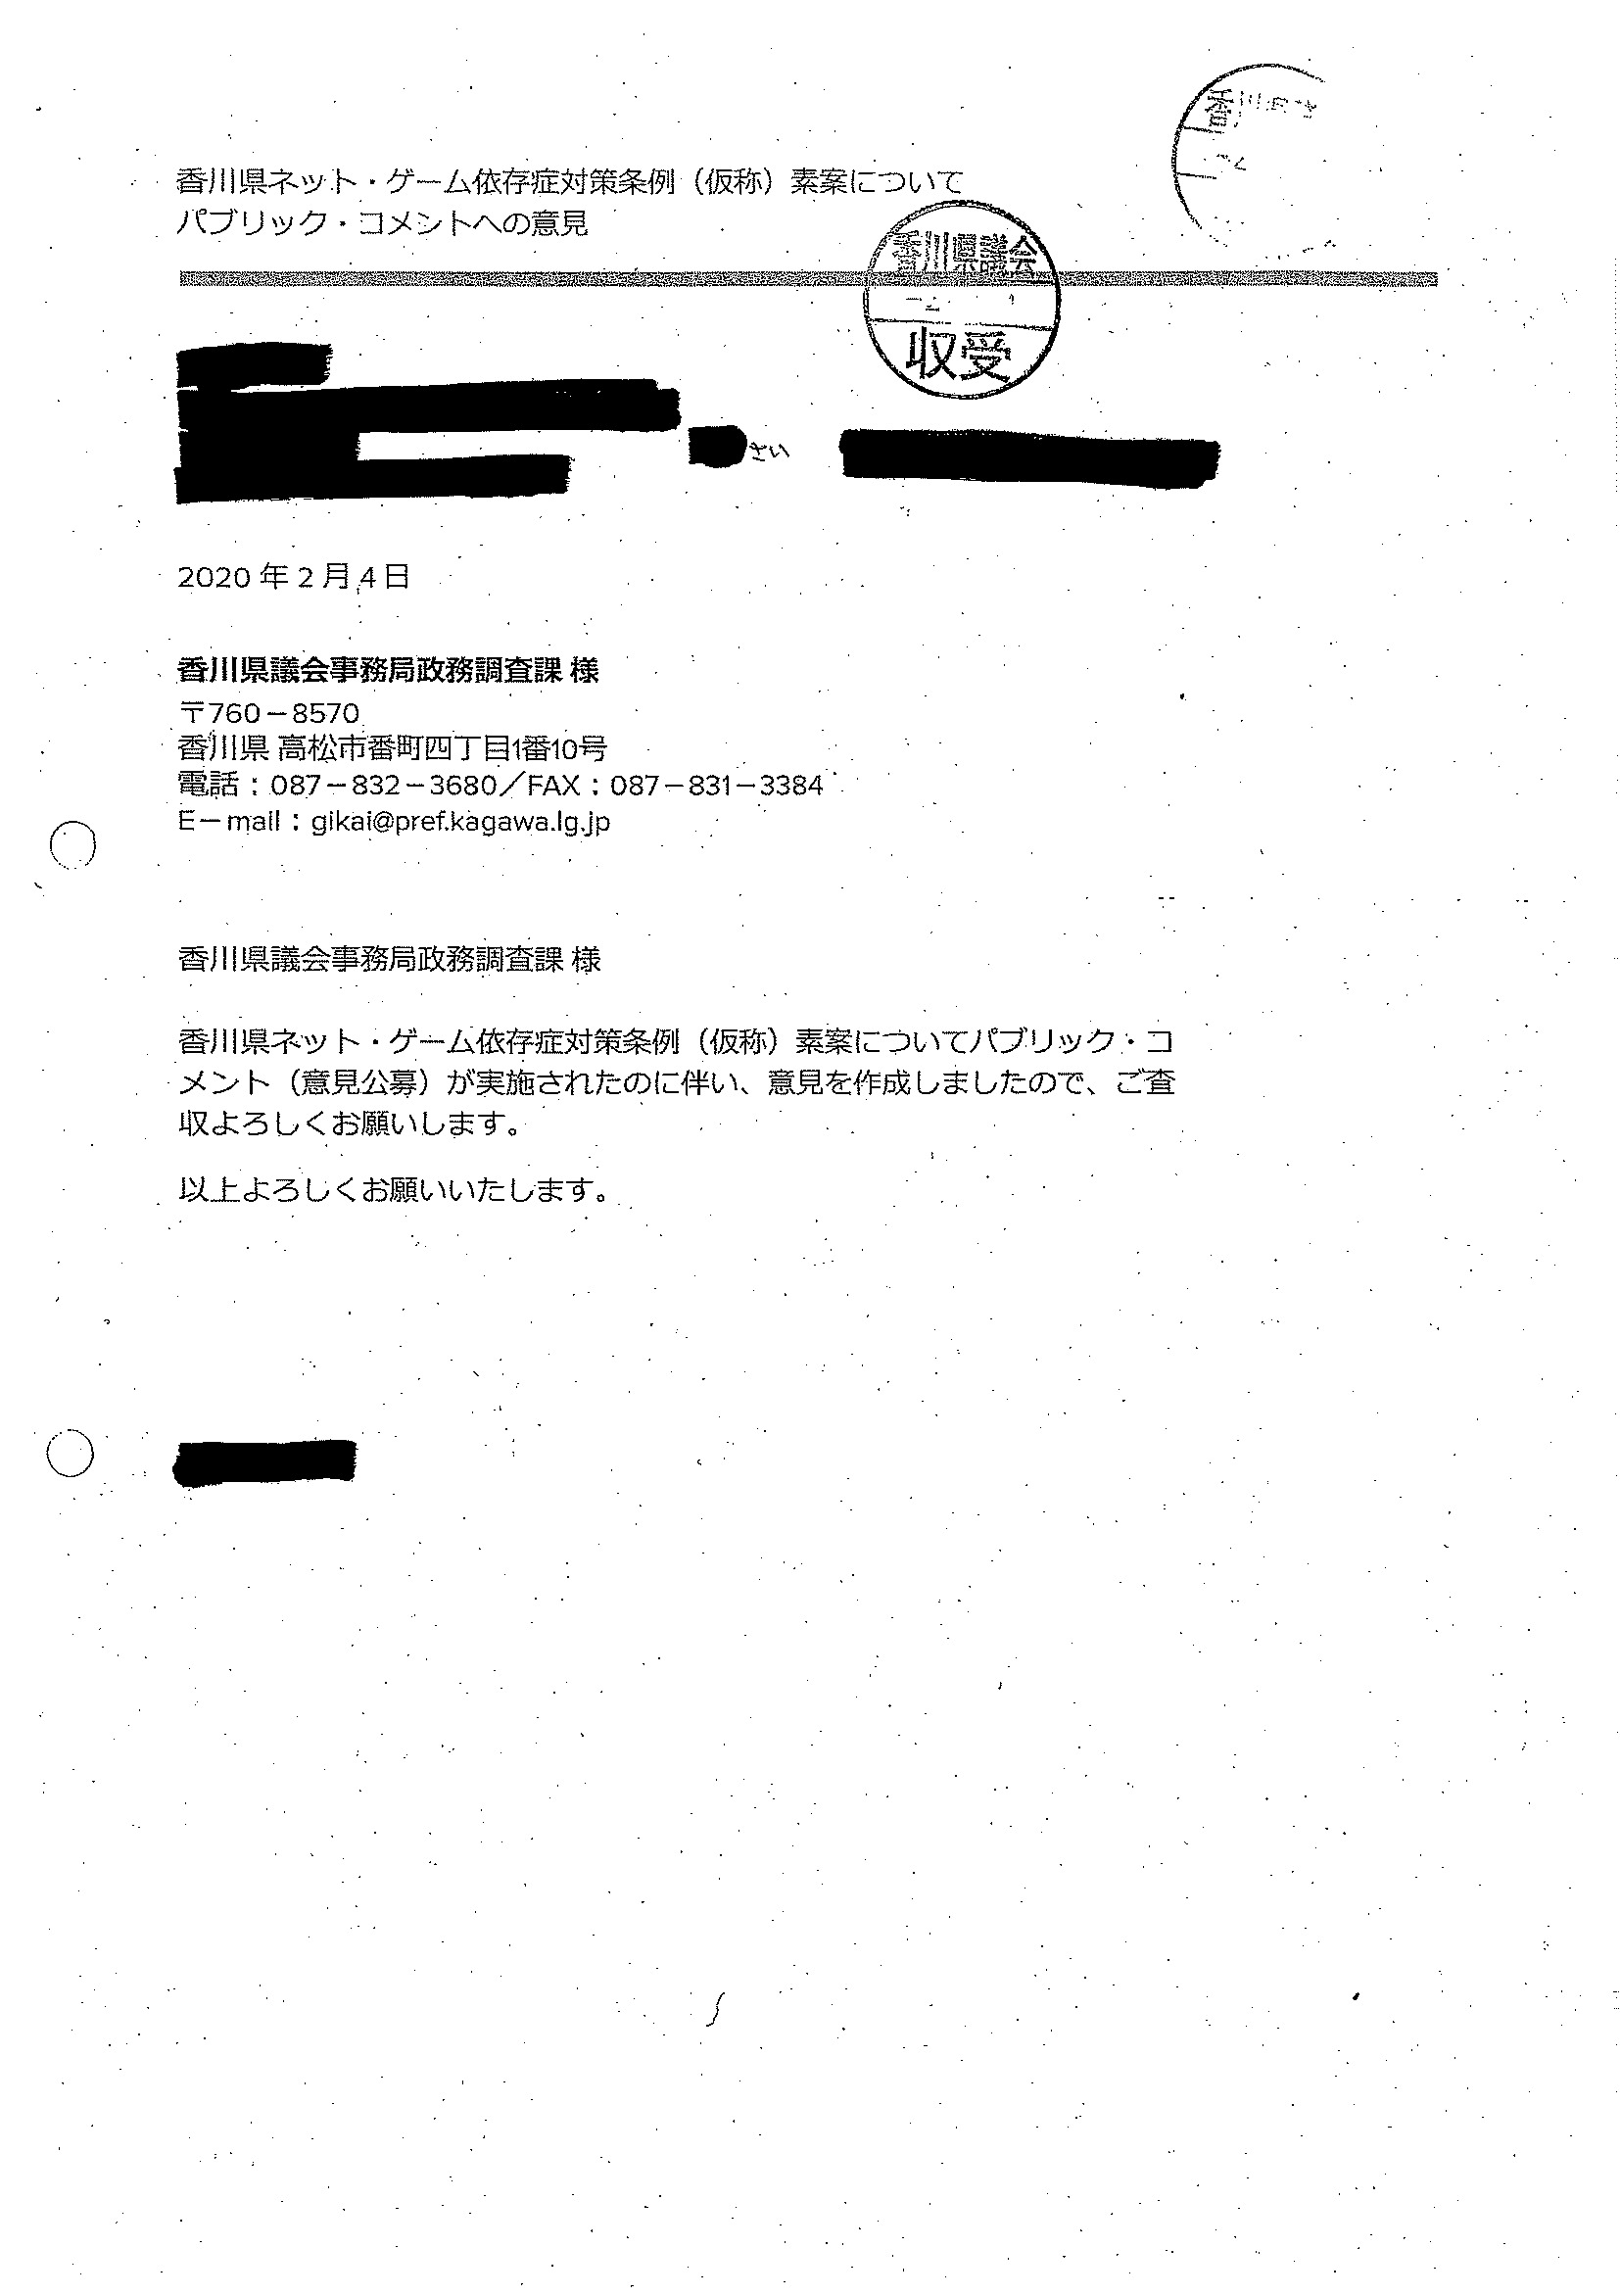 香川県ネット・ゲーム依存症対策条例（仮称）素案について
パブリック・コメントへの意見
香川県議会
収受
さい
2020 年 2 月 4 日
香川県議会事務局政務調査課 様
〒760－8570
香川県 高松市番町四丁目1番10号
電話：087－832－3680／FAX：087－831－3384
E－mail：gikai@pref.kagawa.lg.jp
香川県議会事務局政務調査課 様
香川県ネット・ゲーム依存症対策条例（仮称）素案についてパブリック・コ
メント（意見公募）が実施されたのに伴い、意見を作成しましたので、ご査
収よろしくお願いします。
以上よろしくお願いいたします。